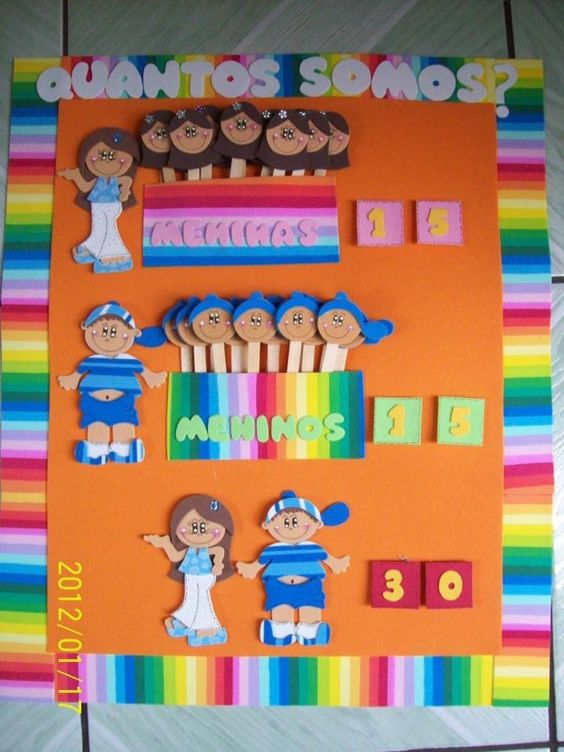 QUANTOS SOMOS?
MENINAS
15
MENINOS
15
30
2012/01/17